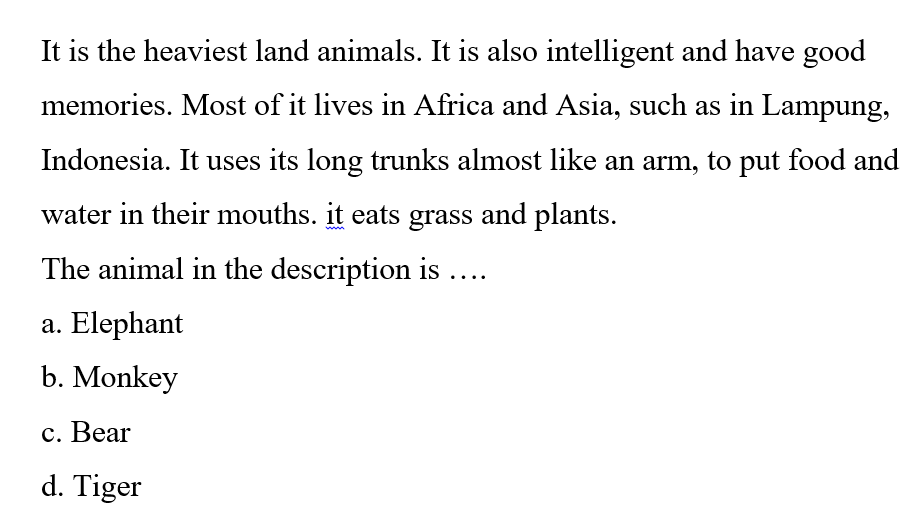 It is the heaviest land animals. It is also intelligent and have good
memories. Most of it lives in Africa and Asia, such as in Lampung,
Indonesia. It uses its long trunks almost like an arm, to put food and
water in their mouths. it eats grass and plants.
The animal in the description is ….
a. Elephant
b. Monkey
c. Bear
d. Tiger